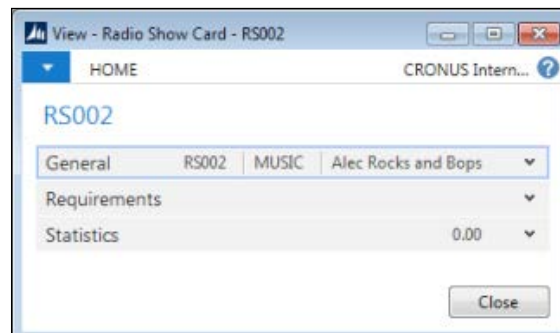 View - Radio Show Card - RS002
HOME CRONUS Intern...
RS002
General RS002 MUSIC Alec Rocks and Bops
Requirements
Statistics 0.00
Close